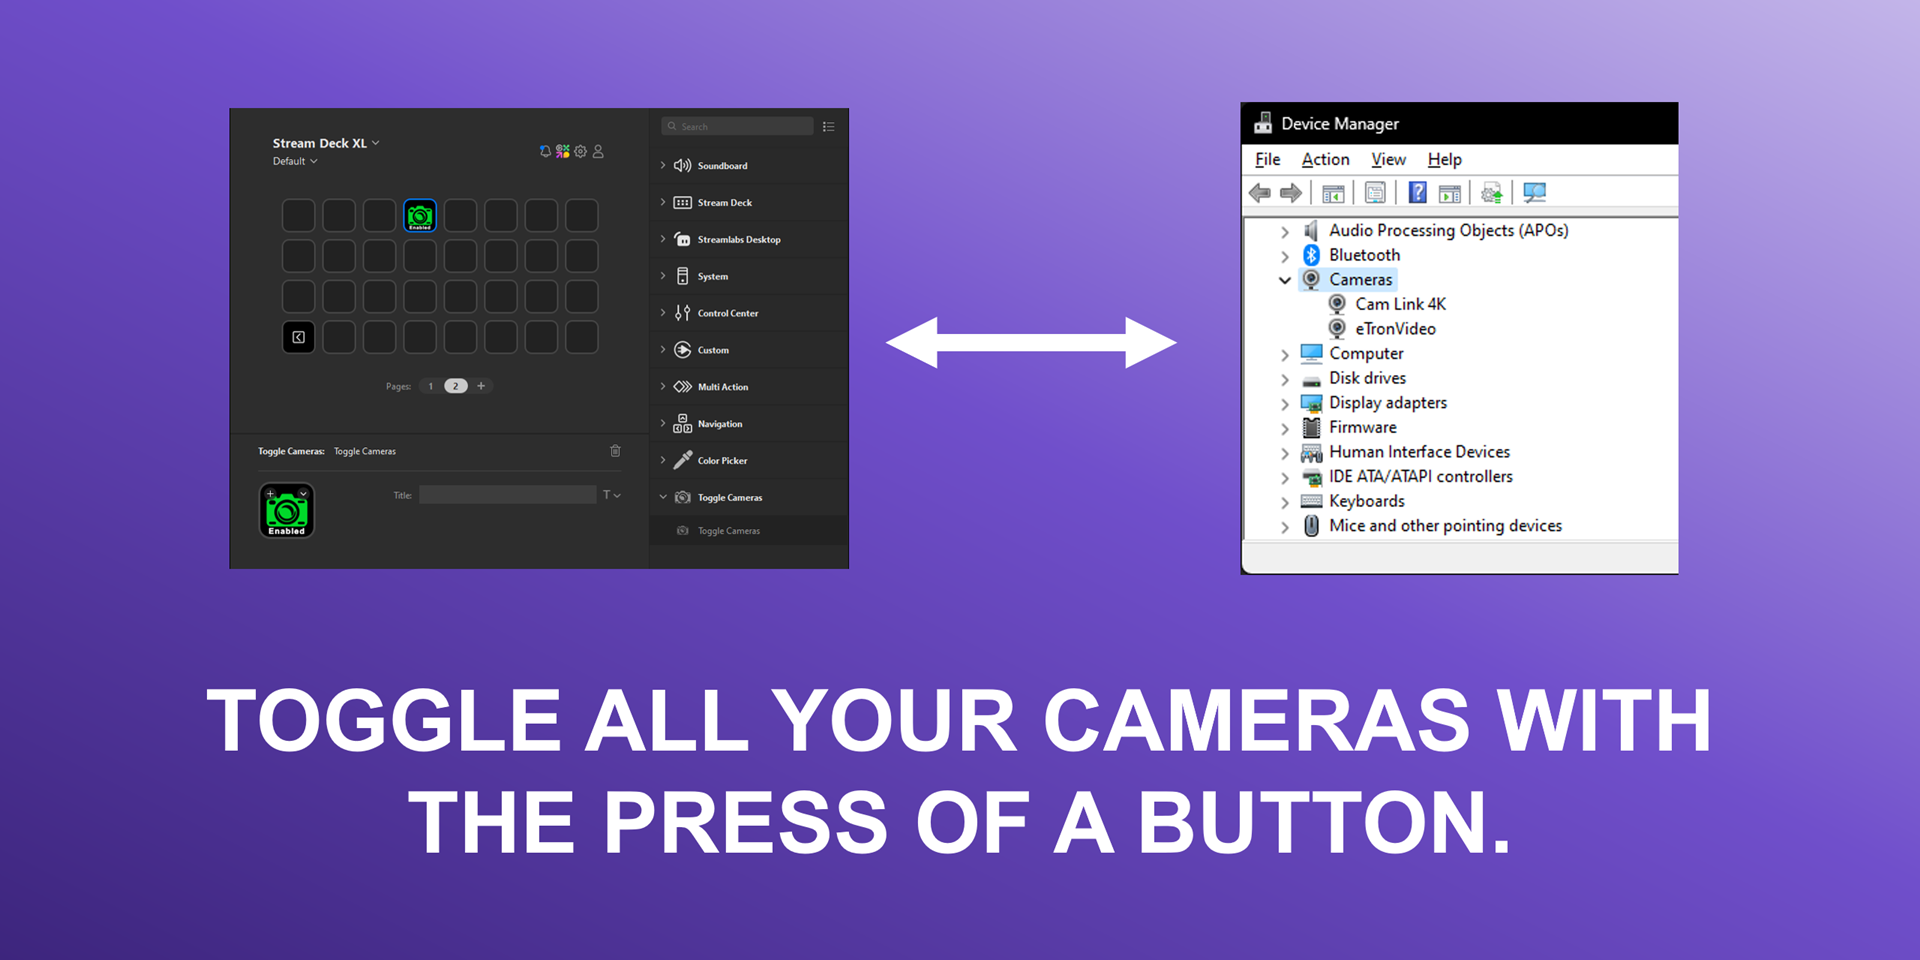 Stream Deck XL
Default
Enabled
Pages: 1 2 +
Toggle Cameras: Toggle Cameras
Title: T
Enabled
Search
Soundboard
Stream Deck
Streamlabs Desktop
System
Control Center
Custom
Multi Action
Navigation
Color Picker
Toggle Cameras
Toggle Cameras
Device Manager
File Action View Help
Audio Processing Objects (APOs)
Bluetooth
Cameras
Cam Link 4K
eTronVideo
Computer
Disk drives
Display adapters
Firmware
Human Interface Devices
IDE ATA/ATAPI controllers
Keyboards
Mice and other pointing devices
TOGGLE ALL YOUR CAMERAS WITH
THE PRESS OF A BUTTON.